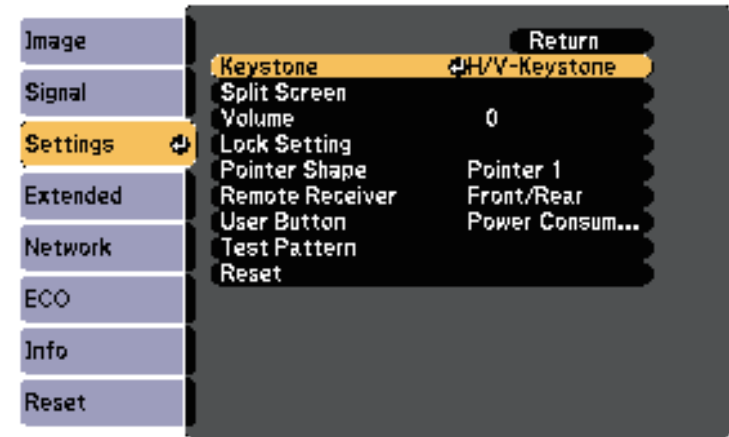 Image
Signal
Settings
Extended
Network
ECO
Info
Reset
Return
Keystone H/V-Keystone
Split Screen
Volume 0
Lock Setting
Pointer Shape Pointer 1
Remote Receiver Front/Rear
User Button Power Consum...
Test Pattern
Reset